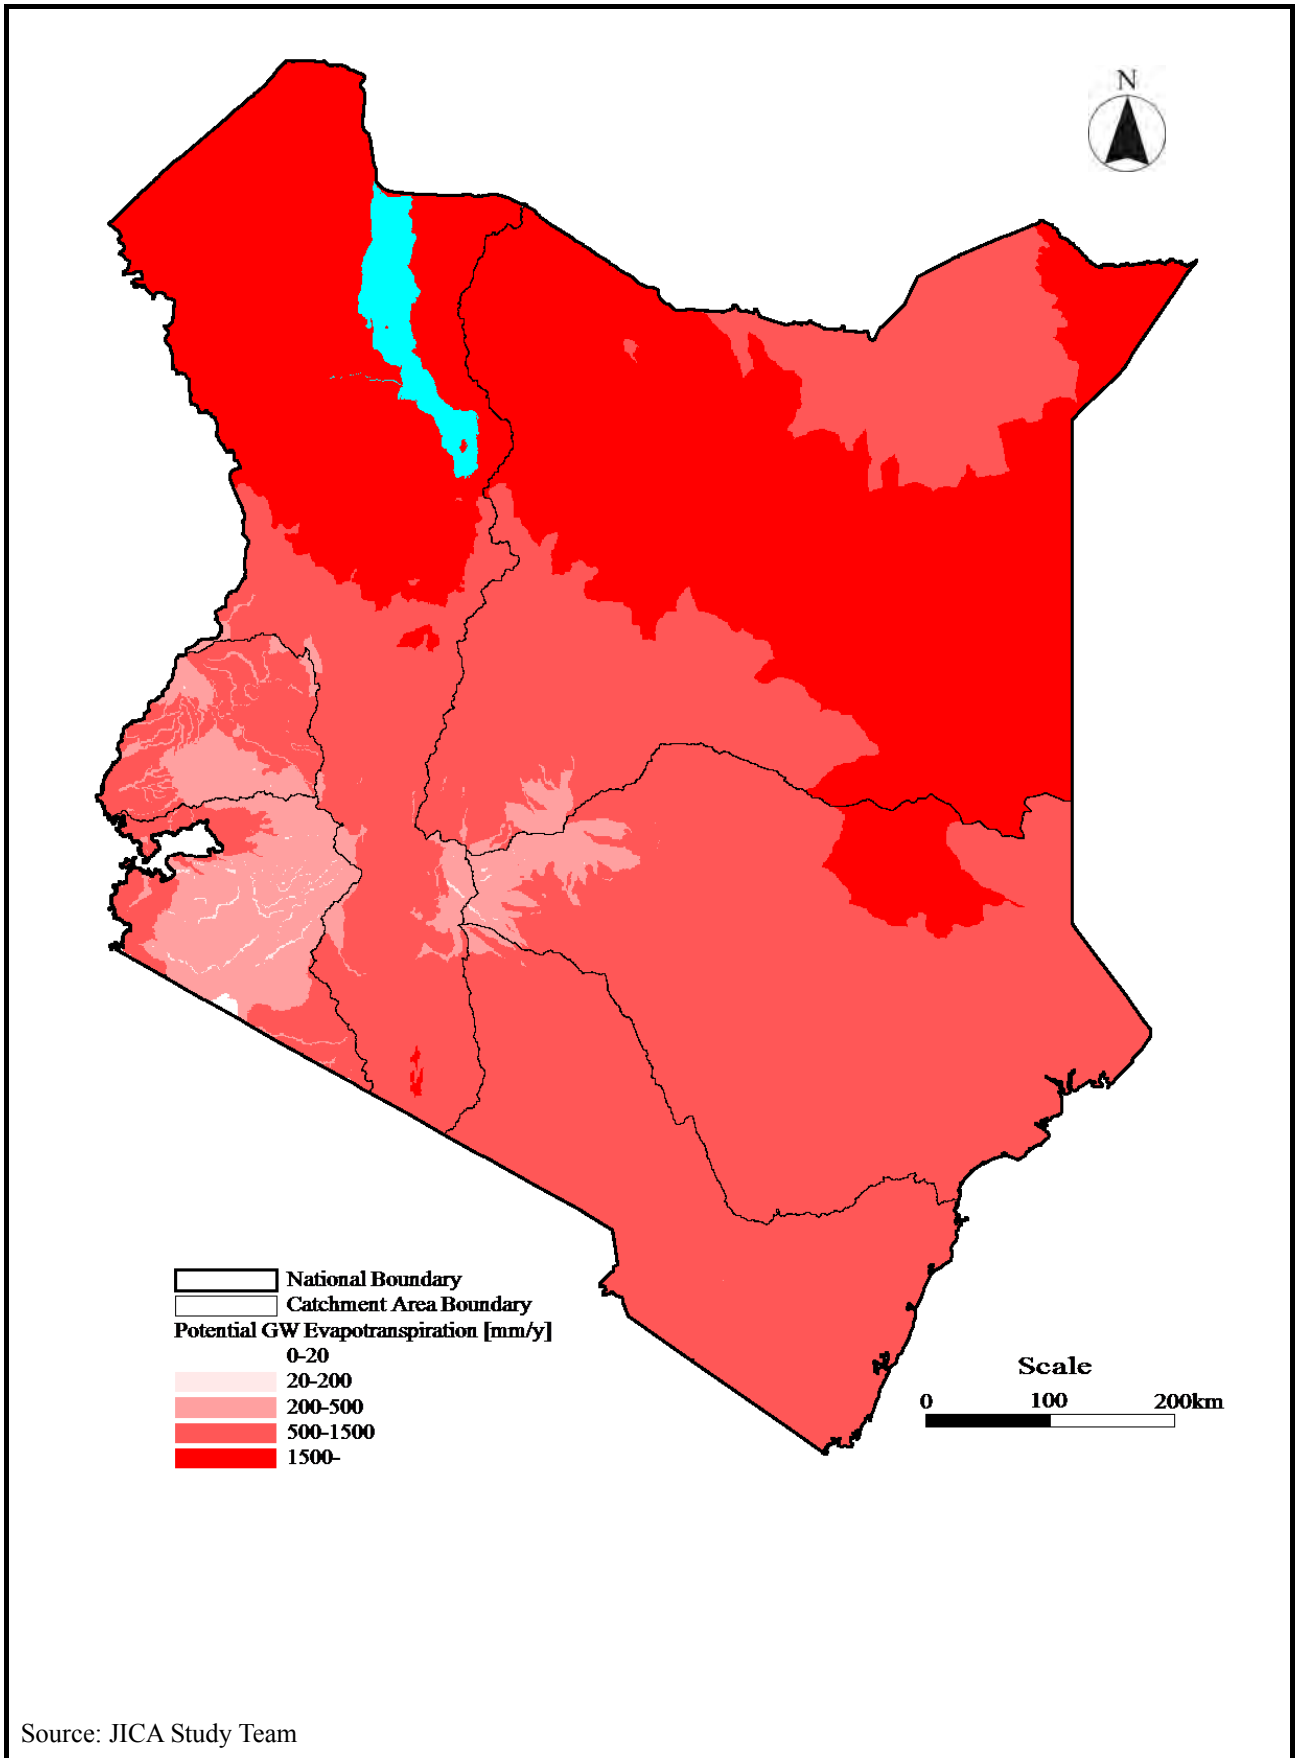 N
National Boundary
Catchment Area Boundary
Potential GW Evapotranspiration [mm/y]
0-20
20-200
200-500
500-1500
1500-
Scale
0 100 200km
Source: JICA Study Team